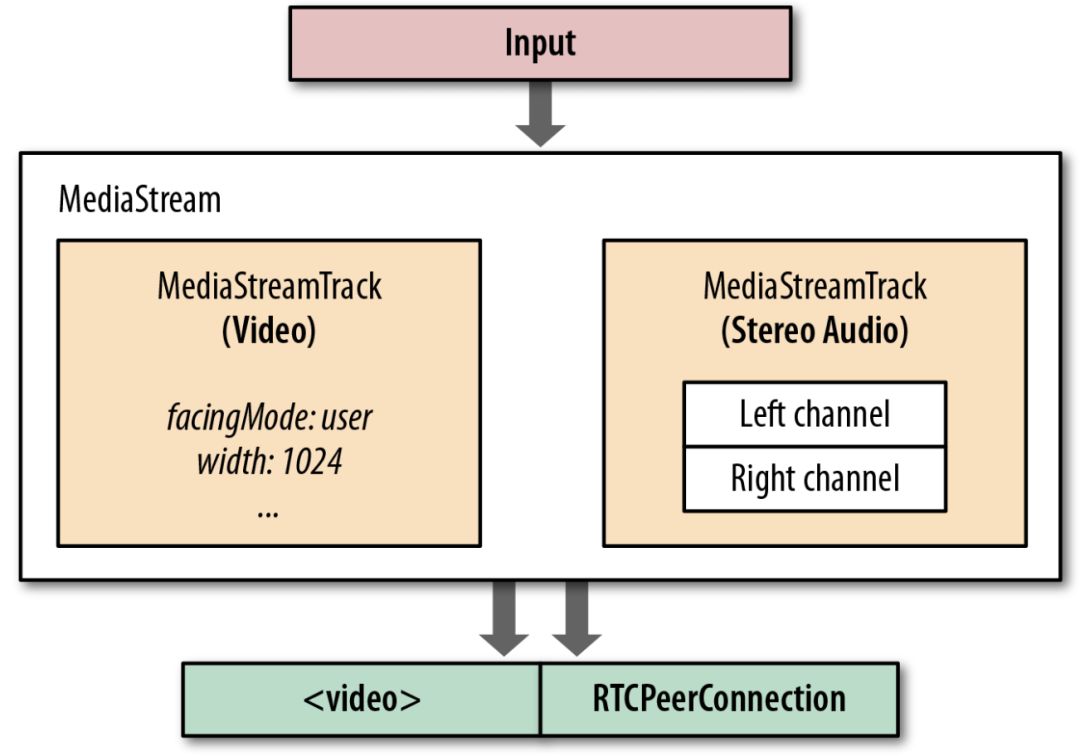 Input
MediaStream
MediaStreamTrack
(Video)
facingMode: user
width: 1024
...
MediaStreamTrack
(Stereo Audio)
Left channel
Right channel
<video>
RTCPeerConnection